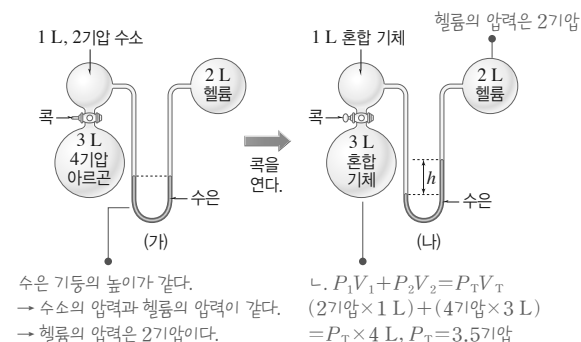 헬륨의 압력은 2기압
1 L, 2기압 수소
2 L
헬륨
콕
3 L
4기압
아르곤
수은
(가)
콕을
연다.
1 L 혼합 기체
2 L
헬륨
콕
3 L
혼합
기체
h
수은
(나)
수은 기둥의 높이가 같다.
→ 수소의 압력과 헬륨의 압력이 같다.
→ 헬륨의 압력은 2기압이다.
ㄴ. P₁V₁+P₂V₂=P_TV_T
(2기압×1 L)+(4기압×3 L)
=P_T×4 L, P_T=3.5기압